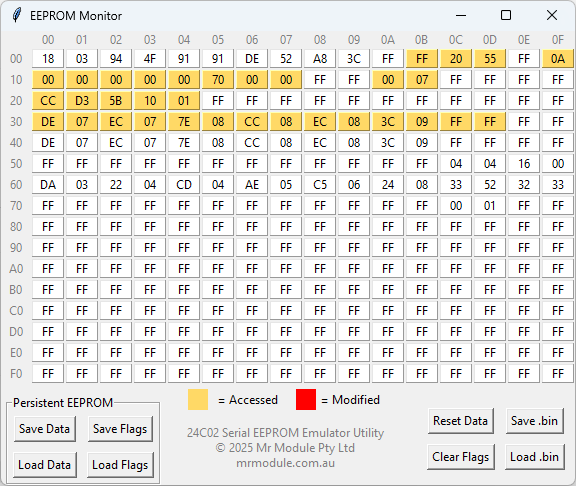 EEPROM Monitor
00 01 02 03 04 05 06 07 08 09 0A 0B 0C 0D 0E 0F
00 18 03 94 4F 91 91 DE 52 A8 3C FF FF 20 55 FF 0A
10 00 00 00 00 00 70 00 00 FF FF 00 07 FF FF FF FF
20 CC D3 5B 10 01 FF FF FF FF FF FF FF FF FF FF FF
30 DE 07 EC 07 7E 08 CC 08 EC 08 3C 09 FF FF FF FF
40 DE 07 EC 07 7E 08 CC 08 EC 08 3C 09 FF FF FF FF
50 FF FF FF FF FF FF FF FF FF FF FF FF 04 04 16 00
60 DA 03 22 04 CD 04 AE 05 C5 06 24 08 33 52 32 33
70 FF FF FF FF FF FF FF FF FF FF FF FF 00 01 FF FF
80 FF FF FF FF FF FF FF FF FF FF FF FF FF FF FF FF
90 FF FF FF FF FF FF FF FF FF FF FF FF FF FF FF FF
A0 FF FF FF FF FF FF FF FF FF FF FF FF FF FF FF FF
B0 FF FF FF FF FF FF FF FF FF FF FF FF FF FF FF FF
C0 FF FF FF FF FF FF FF FF FF FF FF FF FF FF FF FF
D0 FF FF FF FF FF FF FF FF FF FF FF FF FF FF FF FF
E0 FF FF FF FF FF FF FF FF FF FF FF FF FF FF FF FF
F0 FF FF FF FF FF FF FF FF FF FF FF FF FF FF FF FF
Persistent EEPROM
Save Data Save Flags
Load Data Load Flags
= Accessed = Modified
24C02 Serial EEPROM Emulator Utility
© 2025 Mr Module Pty Ltd
mrmodule.com.au
Reset Data Save .bin
Clear Flags Load .bin